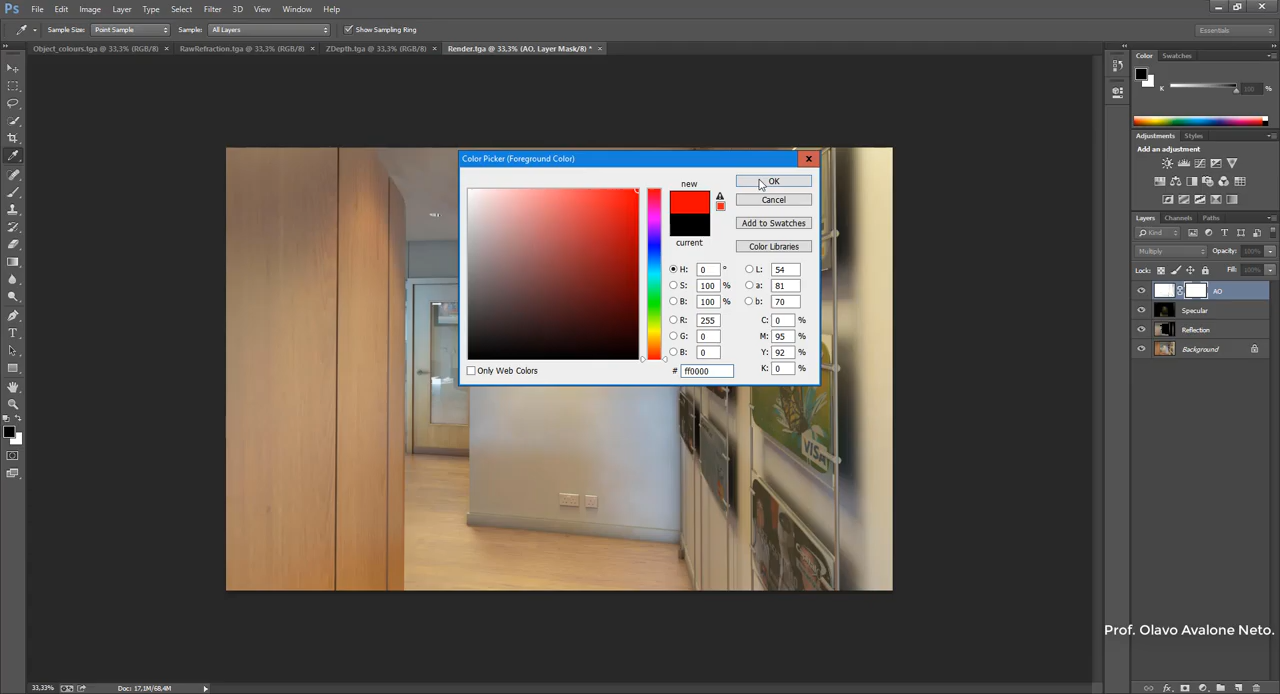 Ps File Edit Image Layer Type Select Filter 3D View Window Help
Sample Size: Point Sample Sample: All Layers Show Sampling Ring Essentials
Object_colours.tga @ 33,3% (RGB/8) × RawRefraction.tga @ 33,3% (RGB/8) × ZDepth.tga @ 33,3% (RGB/8) × Render.tga @ 33,3% (AO, Layer Mask/8) * ×
Color Swatches
K 100 %
Adjustments Styles
Add an adjustment
Layers Channels Paths
Kind
Multiply Opacity: 100%
Lock: Fill: 100%
AO
Specular
Reflection
Background
Color Picker (Foreground Color)
new
current
OK
Cancel
Add to Swatches
Color Libraries
H: 0 ° L: 54
S: 100 % a: 81
B: 100 % b: 70
R: 255 C: 0 %
G: 0 M: 95 %
B: 0 Y: 92 %
# ff0000 K: 0 %
Only Web Colors
VISA
Prof. Olavo Avalone Neto.
33,33% Doc: 17,1M/68,4M